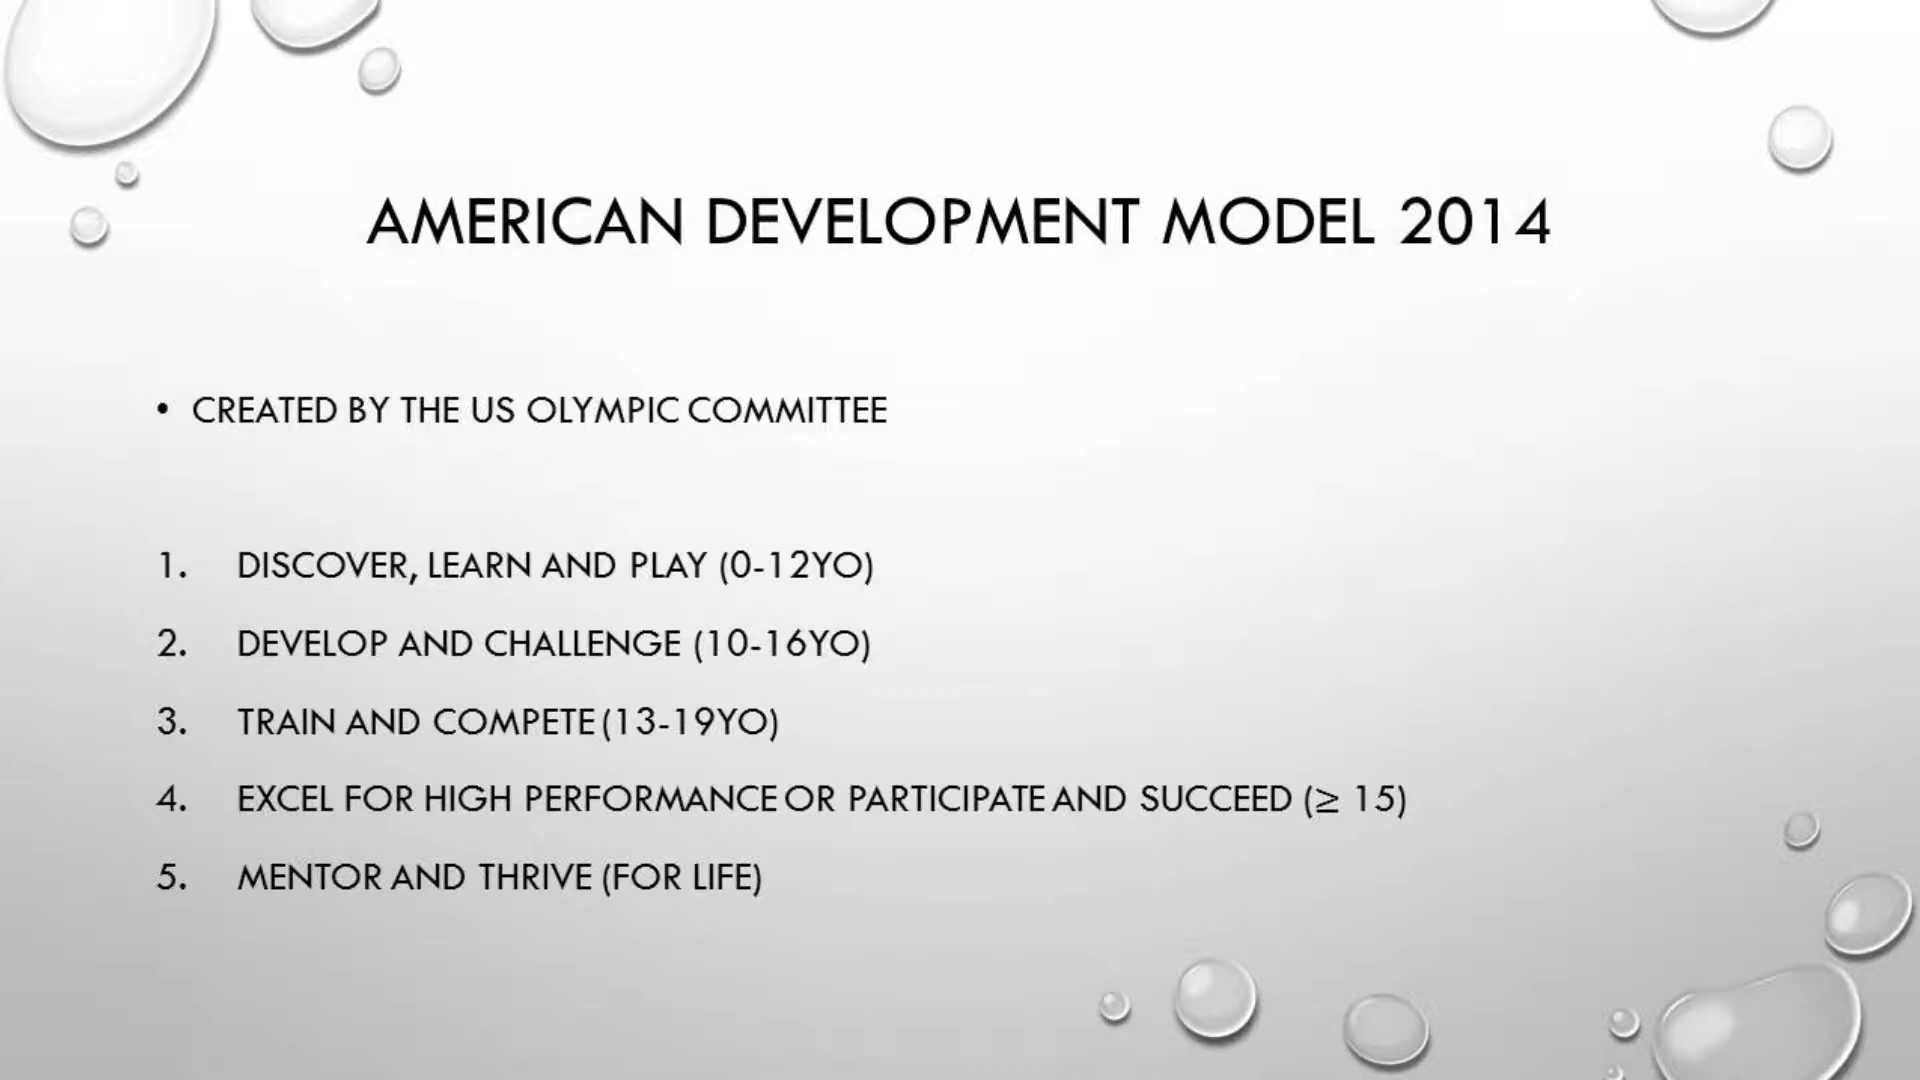 AMERICAN DEVELOPMENT MODEL 2014
• CREATED BY THE US OLYMPIC COMMITTEE
1. DISCOVER, LEARN AND PLAY (0-12YO)
2. DEVELOP AND CHALLENGE (10-16YO)
3. TRAIN AND COMPETE (13-19YO)
4. EXCEL FOR HIGH PERFORMANCE OR PARTICIPATE AND SUCCEED (≥ 15)
5. MENTOR AND THRIVE (FOR LIFE)